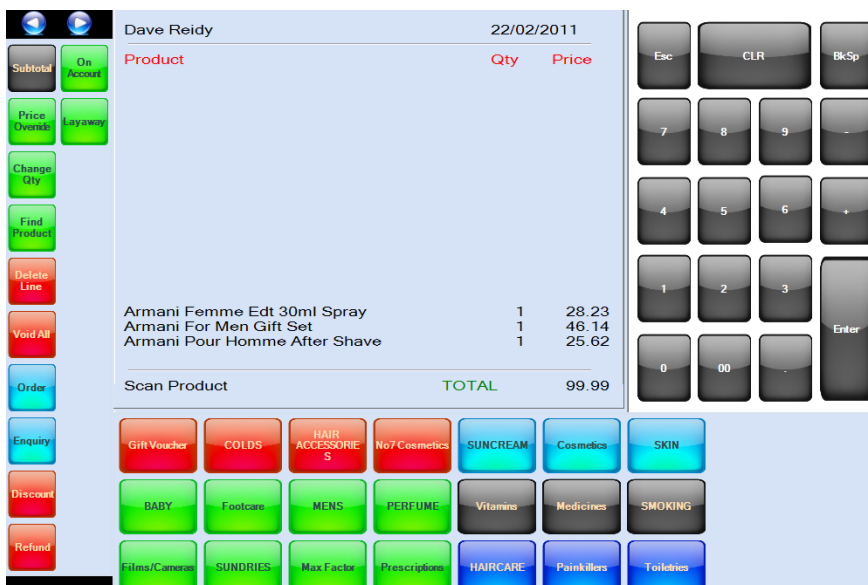 Dave Reidy 22/02/2011
Product Qty Price
Armani Femme Edt 30ml Spray 1 28.23
Armani For Men Gift Set 1 46.14
Armani Pour Homme After Shave 1 25.62
Scan Product TOTAL 99.99
Subtotal
On
Account
Price
Override
Layaway
Change
Qty
Find
Product
Delete
Line
Void All
Order
Enquiry
Discount
Refund
Esc CLR BkSp
7 8 9 -
4 5 6 +
1 2 3
Enter
0 00 .
Gift Voucher
COLDS
HAIR
ACCESSORIE
S
No7 Cosmetics
SUNCREAM
Cosmetics
SKIN
BABY
Footcare
MENS
PERFUME
Vitamins
Medicines
SMOKING
Films/Cameras
SUNDRIES
Max Factor
Prescriptions
HAIRCARE
Painkillers
Toiletries